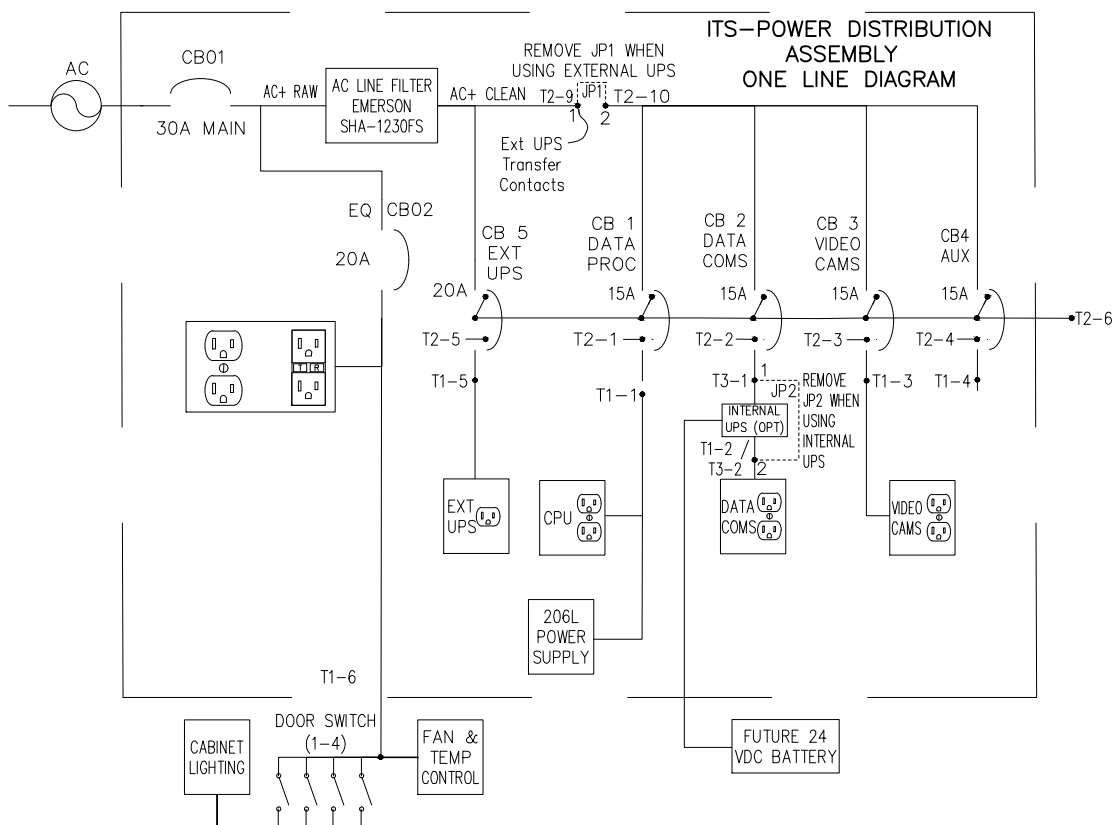 ITS-POWER DISTRIBUTION
ASSEMBLY
ONE LINE DIAGRAM
AC
CB01
30A MAIN
AC+ RAW
AC LINE FILTER
EMERSON
SHA-1230FS
AC+ CLEAN
REMOVE JP1 WHEN
USING EXTERNAL UPS
T2-9
JP1
T2-10
1
2
Ext UPS
Transfer
Contacts
EQ CB02
20A
CB 5
EXT
UPS
20A
CB 1
DATA
PROC
15A
CB 2
DATA
COMS
15A
CB 3
VIDEO
CAMS
15A
CB4
AUX
15A
T2-6
T2-5
T2-1
T2-2
T2-3
T2-4
T R
T1-5
T1-1
T3-1
1
T1-3
T1-4
JP2
REMOVE
JP2 WHEN
USING
INTERNAL
UPS
INTERNAL
UPS (OPT)
T1-2
T3-2
2
EXT
UPS
CPU
DATA
COMS
VIDEO
CAMS
206L
POWER
SUPPLY
T1-6
CABINET
LIGHTING
DOOR SWITCH
(1-4)
FAN &
TEMP
CONTROL
FUTURE 24
VDC BATTERY